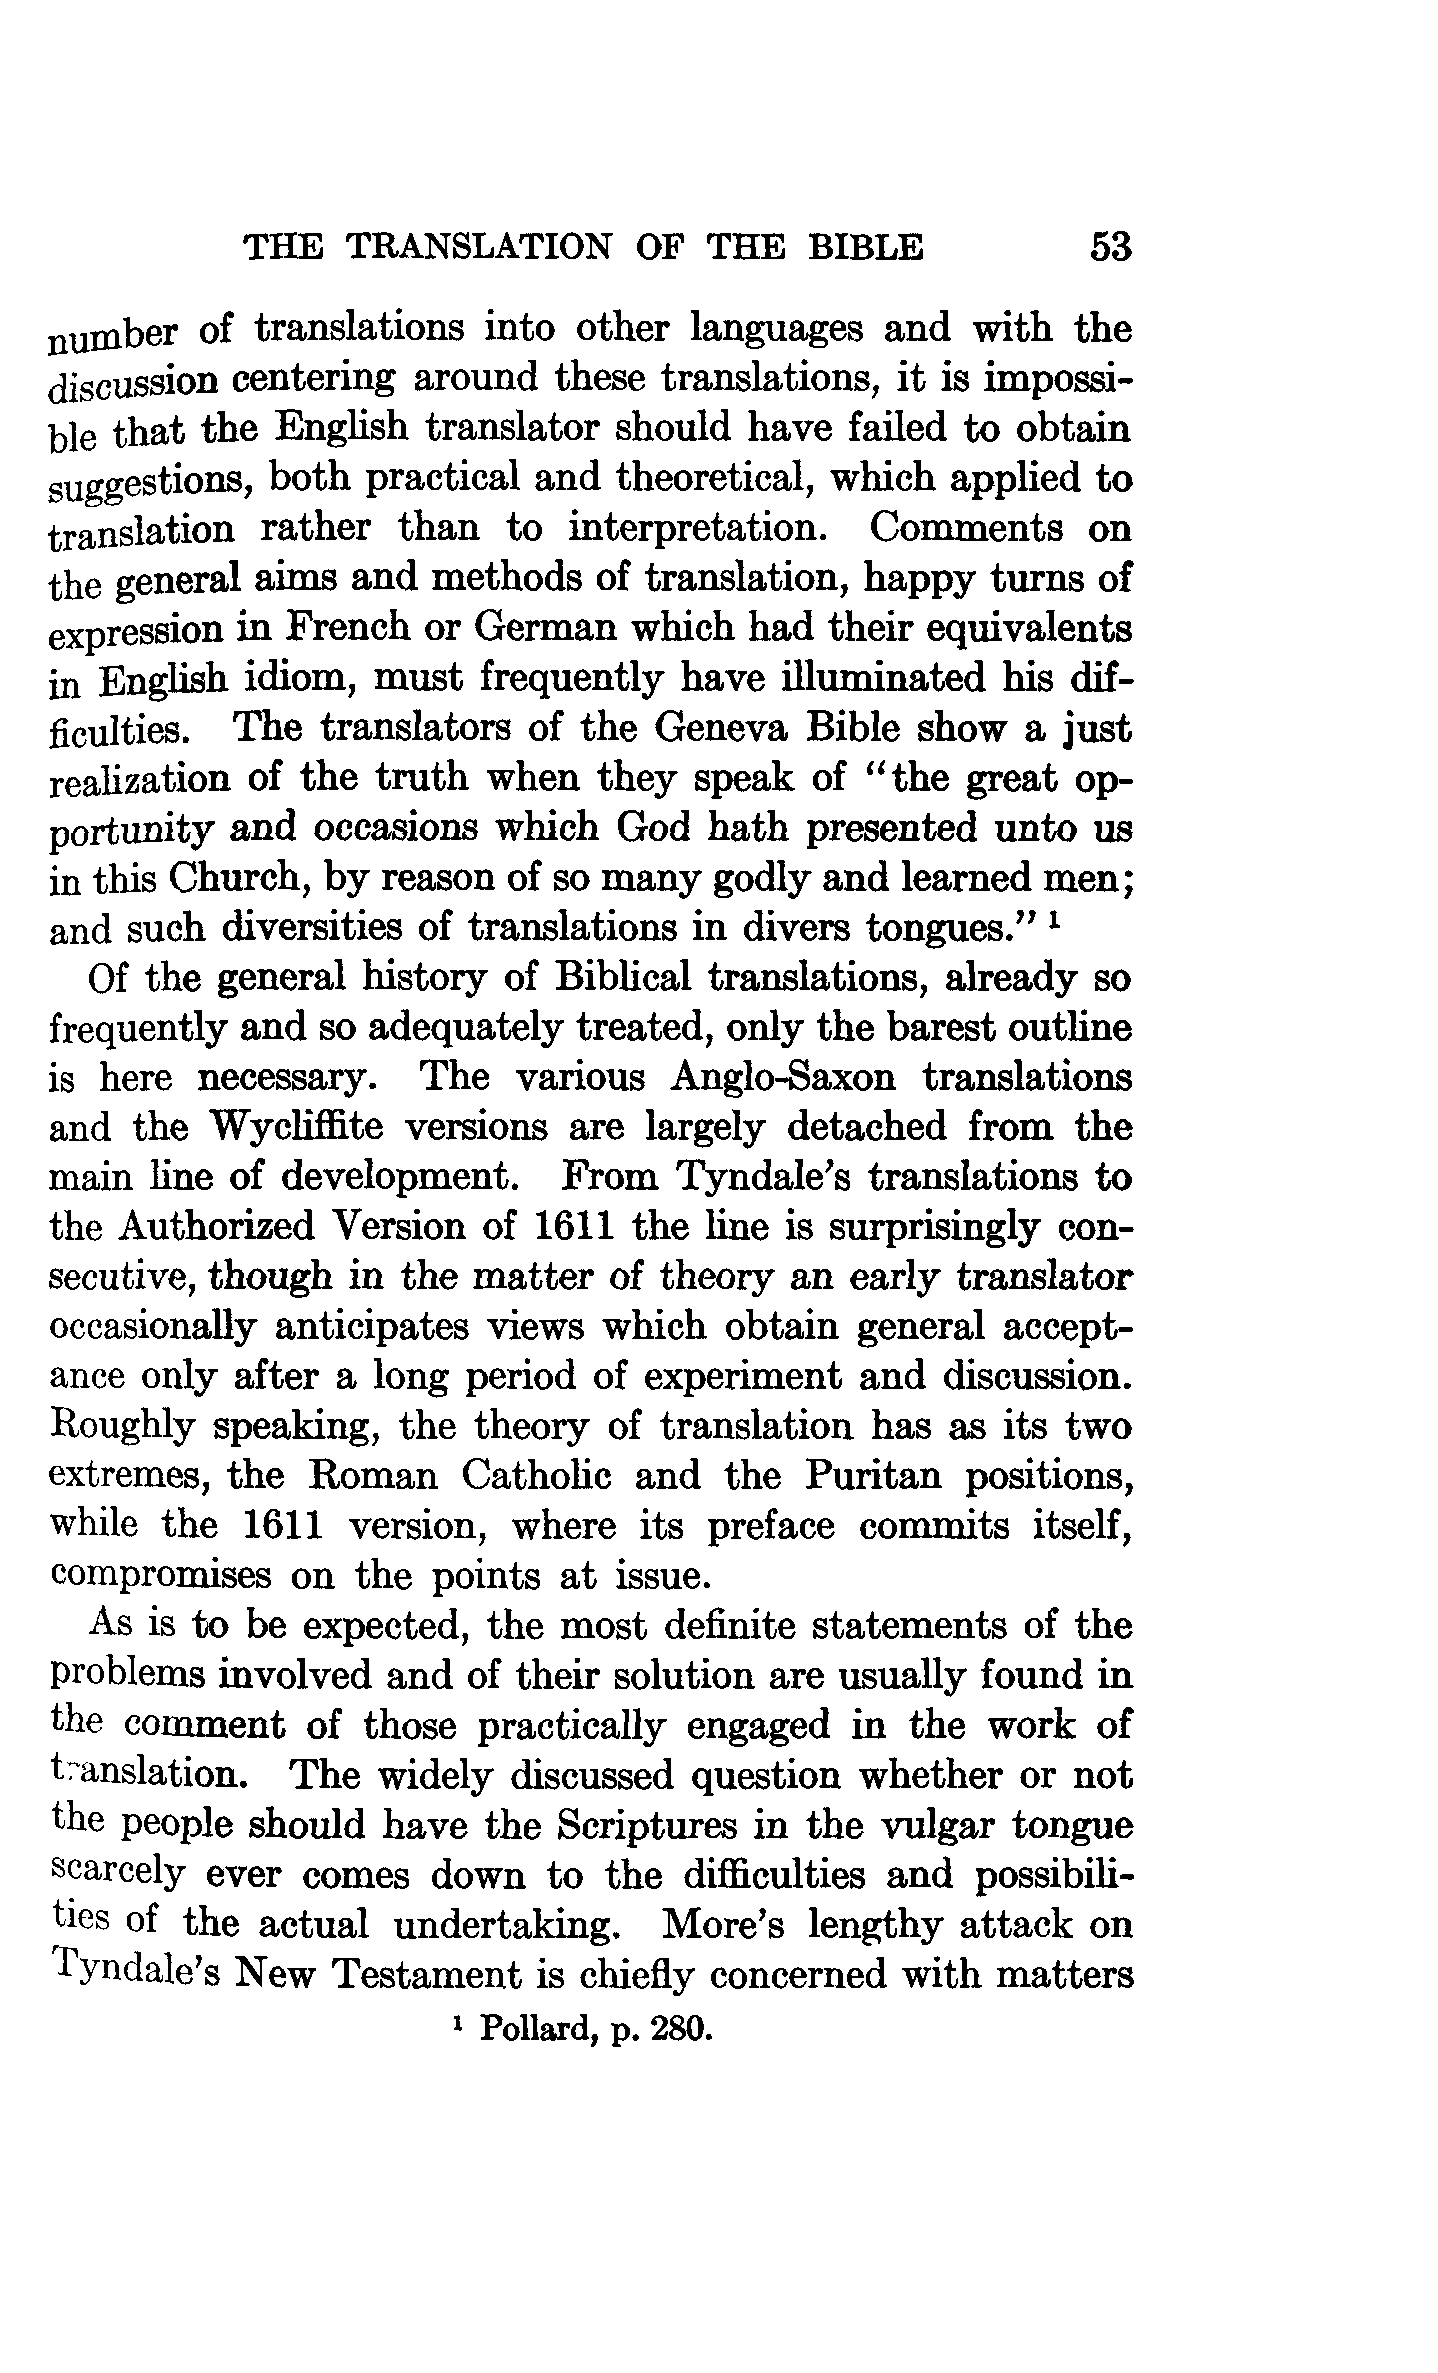 THE TRANSLATION OF THE BIBLE 53
number of translations into other languages and with the
discussion centering around these translations, it is impossi-
ble that the English translator should have failed to obtain
suggestions, both practical and theoretical, which applied to
translation rather than to interpretation. Comments on
the general aims and methods of translation, happy turns of
expression in French or German which had their equivalents
in English idiom, must frequently have illuminated his dif-
ficulties. The translators of the Geneva Bible show a just
realization of the truth when they speak of “the great op-
portunity and occasions which God hath presented unto us
in this Church, by reason of so many godly and learned men;
and such diversities of translations in divers tongues.” ¹
Of the general history of Biblical translations, already so
frequently and so adequately treated, only the barest outline
is here necessary. The various Anglo-Saxon translations
and the Wycliffite versions are largely detached from the
main line of development. From Tyndale’s translations to
the Authorized Version of 1611 the line is surprisingly con-
secutive, though in the matter of theory an early translator
occasionally anticipates views which obtain general accept-
ance only after a long period of experiment and discussion.
Roughly speaking, the theory of translation has as its two
extremes, the Roman Catholic and the Puritan positions,
while the 1611 version, where its preface commits itself,
compromises on the points at issue.
As is to be expected, the most definite statements of the
problems involved and of their solution are usually found in
the comment of those practically engaged in the work of
translation. The widely discussed question whether or not
the people should have the Scriptures in the vulgar tongue
scarcely ever comes down to the difficulties and possibili-
ties of the actual undertaking. More’s lengthy attack on
Tyndale’s New Testament is chiefly concerned with matters
¹ Pollard, p. 280.